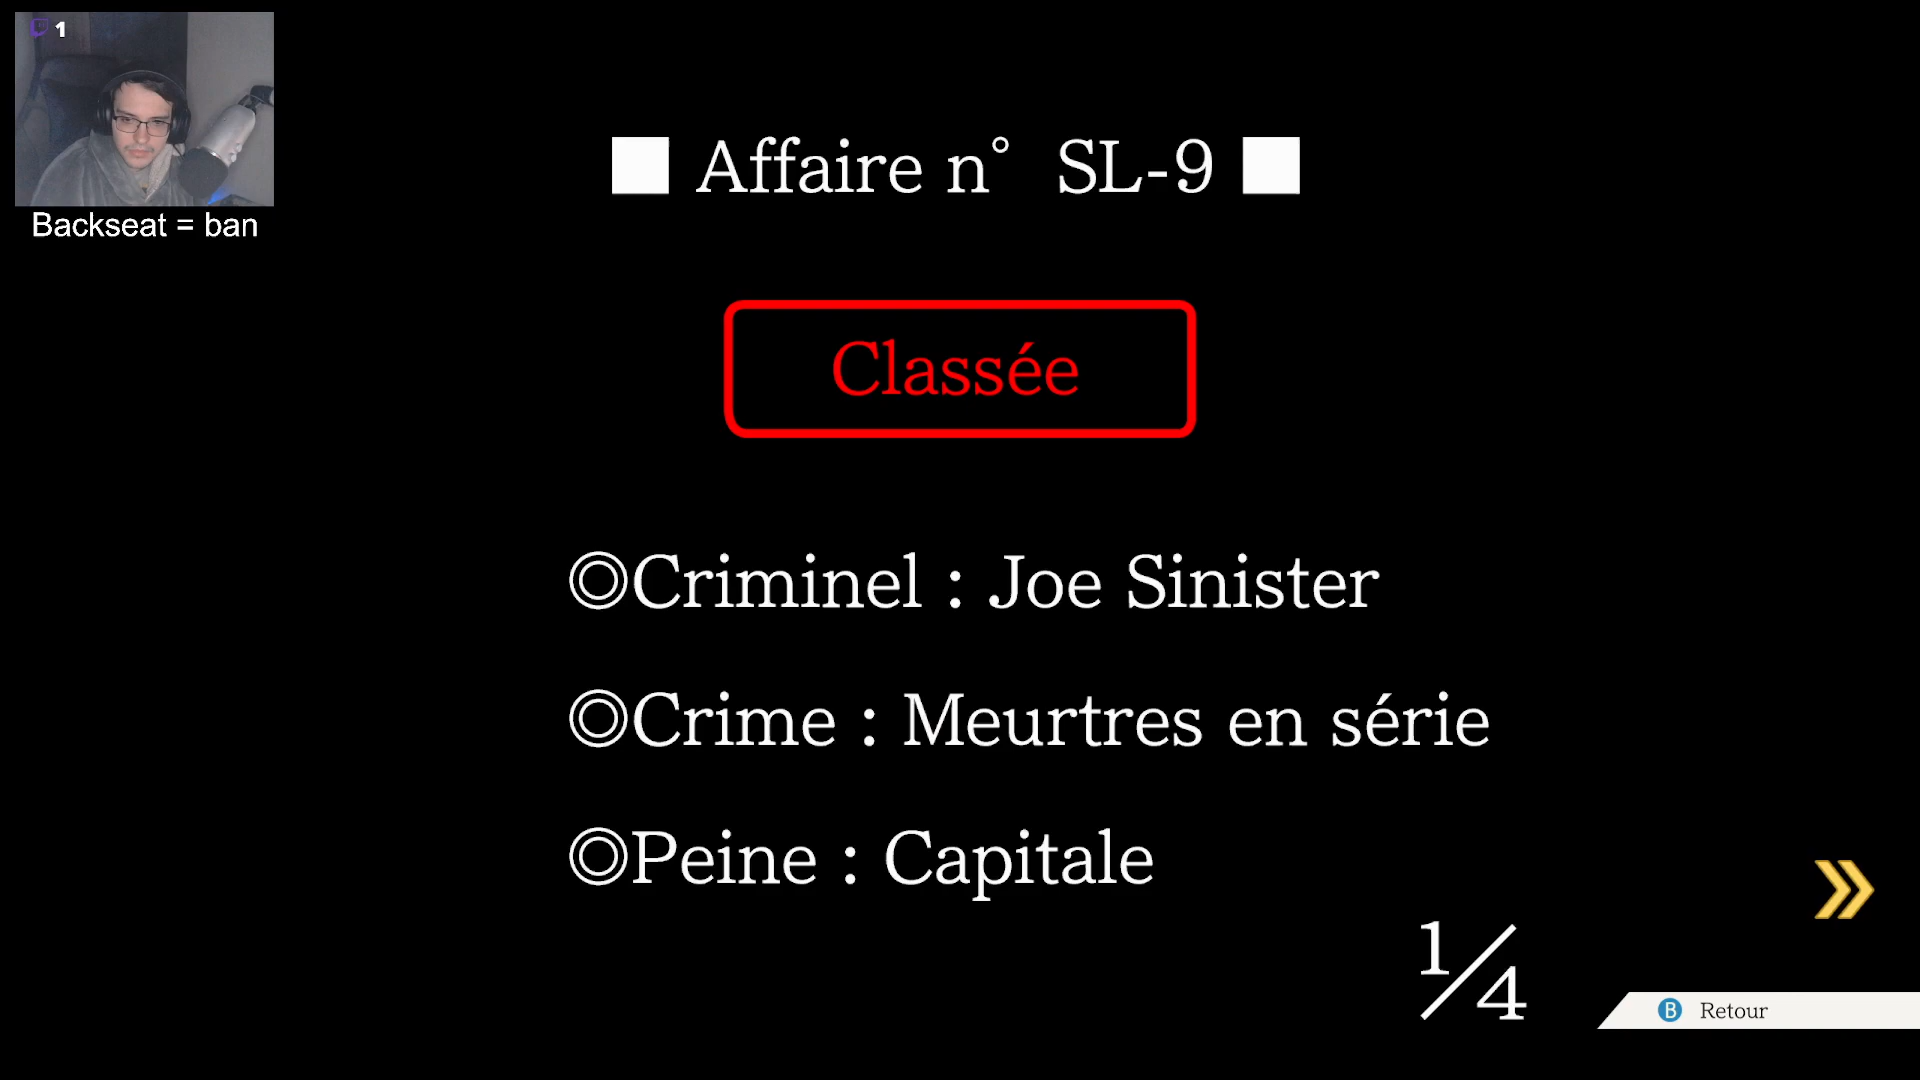 1
Backseat = ban
■ Affaire n° SL-9 ■
Classée
◎Criminel : Joe Sinister
◎Crime : Meurtres en série
◎Peine : Capitale
1/4
B Retour